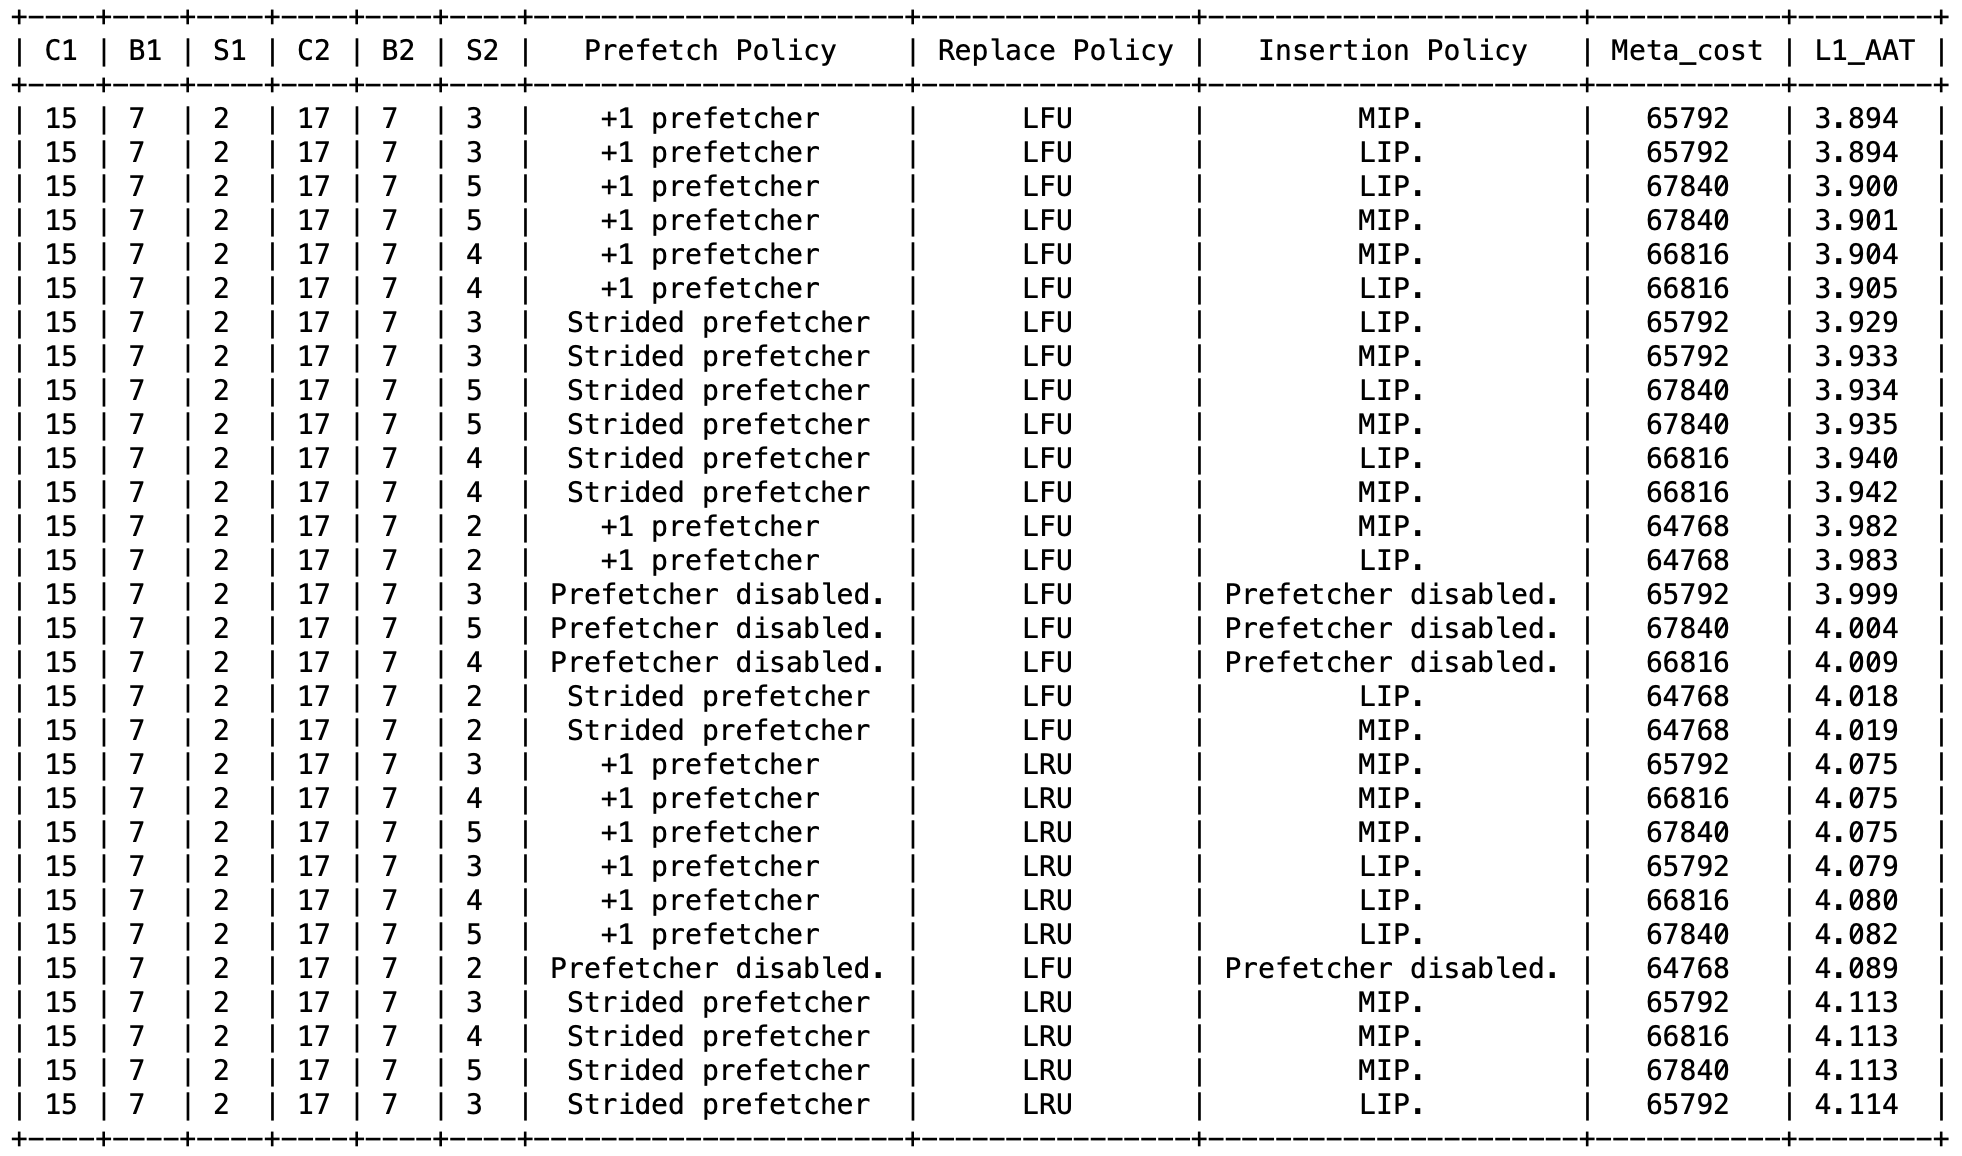 +----+----+----+----+----+----+----------------------+----------------+----------------------+-----------+--------+
| C1 | B1 | S1 | C2 | B2 | S2 | Prefetch Policy | Replace Policy | Insertion Policy | Meta_cost | L1_AAT |
+----+----+----+----+----+----+----------------------+----------------+----------------------+-----------+--------+
| 15 | 7 | 2 | 17 | 7 | 3 | +1 prefetcher | LFU | MIP. | 65792 | 3.894 |
| 15 | 7 | 2 | 17 | 7 | 3 | +1 prefetcher | LFU | LIP. | 65792 | 3.894 |
| 15 | 7 | 2 | 17 | 7 | 5 | +1 prefetcher | LFU | LIP. | 67840 | 3.900 |
| 15 | 7 | 2 | 17 | 7 | 5 | +1 prefetcher | LFU | MIP. | 67840 | 3.901 |
| 15 | 7 | 2 | 17 | 7 | 4 | +1 prefetcher | LFU | MIP. | 66816 | 3.904 |
| 15 | 7 | 2 | 17 | 7 | 4 | +1 prefetcher | LFU | LIP. | 66816 | 3.905 |
| 15 | 7 | 2 | 17 | 7 | 3 | Strided prefetcher | LFU | LIP. | 65792 | 3.929 |
| 15 | 7 | 2 | 17 | 7 | 3 | Strided prefetcher | LFU | MIP. | 65792 | 3.933 |
| 15 | 7 | 2 | 17 | 7 | 5 | Strided prefetcher | LFU | LIP. | 67840 | 3.934 |
| 15 | 7 | 2 | 17 | 7 | 5 | Strided prefetcher | LFU | MIP. | 67840 | 3.935 |
| 15 | 7 | 2 | 17 | 7 | 4 | Strided prefetcher | LFU | LIP. | 66816 | 3.940 |
| 15 | 7 | 2 | 17 | 7 | 4 | Strided prefetcher | LFU | MIP. | 66816 | 3.942 |
| 15 | 7 | 2 | 17 | 7 | 2 | +1 prefetcher | LFU | MIP. | 64768 | 3.982 |
| 15 | 7 | 2 | 17 | 7 | 2 | +1 prefetcher | LFU | LIP. | 64768 | 3.983 |
| 15 | 7 | 2 | 17 | 7 | 3 | Prefetcher disabled. | LFU | Prefetcher disabled. | 65792 | 3.999 |
| 15 | 7 | 2 | 17 | 7 | 5 | Prefetcher disabled. | LFU | Prefetcher disabled. | 67840 | 4.004 |
| 15 | 7 | 2 | 17 | 7 | 4 | Prefetcher disabled. | LFU | Prefetcher disabled. | 66816 | 4.009 |
| 15 | 7 | 2 | 17 | 7 | 2 | Strided prefetcher | LFU | LIP. | 64768 | 4.018 |
| 15 | 7 | 2 | 17 | 7 | 2 | Strided prefetcher | LFU | MIP. | 64768 | 4.019 |
| 15 | 7 | 2 | 17 | 7 | 3 | +1 prefetcher | LRU | MIP. | 65792 | 4.075 |
| 15 | 7 | 2 | 17 | 7 | 4 | +1 prefetcher | LRU | MIP. | 66816 | 4.075 |
| 15 | 7 | 2 | 17 | 7 | 5 | +1 prefetcher | LRU | MIP. | 67840 | 4.075 |
| 15 | 7 | 2 | 17 | 7 | 3 | +1 prefetcher | LRU | LIP. | 65792 | 4.079 |
| 15 | 7 | 2 | 17 | 7 | 4 | +1 prefetcher | LRU | LIP. | 66816 | 4.080 |
| 15 | 7 | 2 | 17 | 7 | 5 | +1 prefetcher | LRU | LIP. | 67840 | 4.082 |
| 15 | 7 | 2 | 17 | 7 | 2 | Prefetcher disabled. | LFU | Prefetcher disabled. | 64768 | 4.089 |
| 15 | 7 | 2 | 17 | 7 | 3 | Strided prefetcher | LRU | MIP. | 65792 | 4.113 |
| 15 | 7 | 2 | 17 | 7 | 4 | Strided prefetcher | LRU | MIP. | 66816 | 4.113 |
| 15 | 7 | 2 | 17 | 7 | 5 | Strided prefetcher | LRU | MIP. | 67840 | 4.113 |
| 15 | 7 | 2 | 17 | 7 | 3 | Strided prefetcher | LRU | LIP. | 65792 | 4.114 |
+----+----+----+----+----+----+----------------------+----------------+----------------------+-----------+--------+